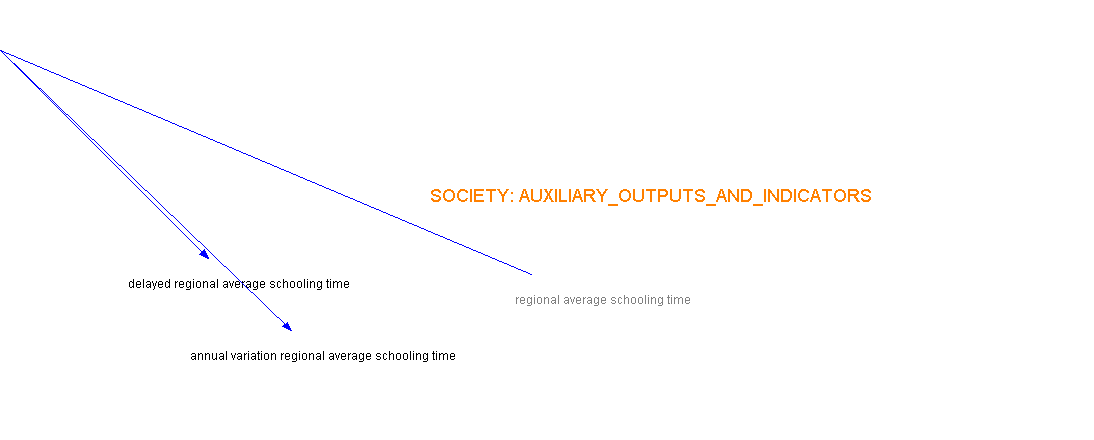 SOCIETY: AUXILIARY_OUTPUTS_AND_INDICATORS
delayed regional average schooling time
regional average schooling time
annual variation regional average schooling time